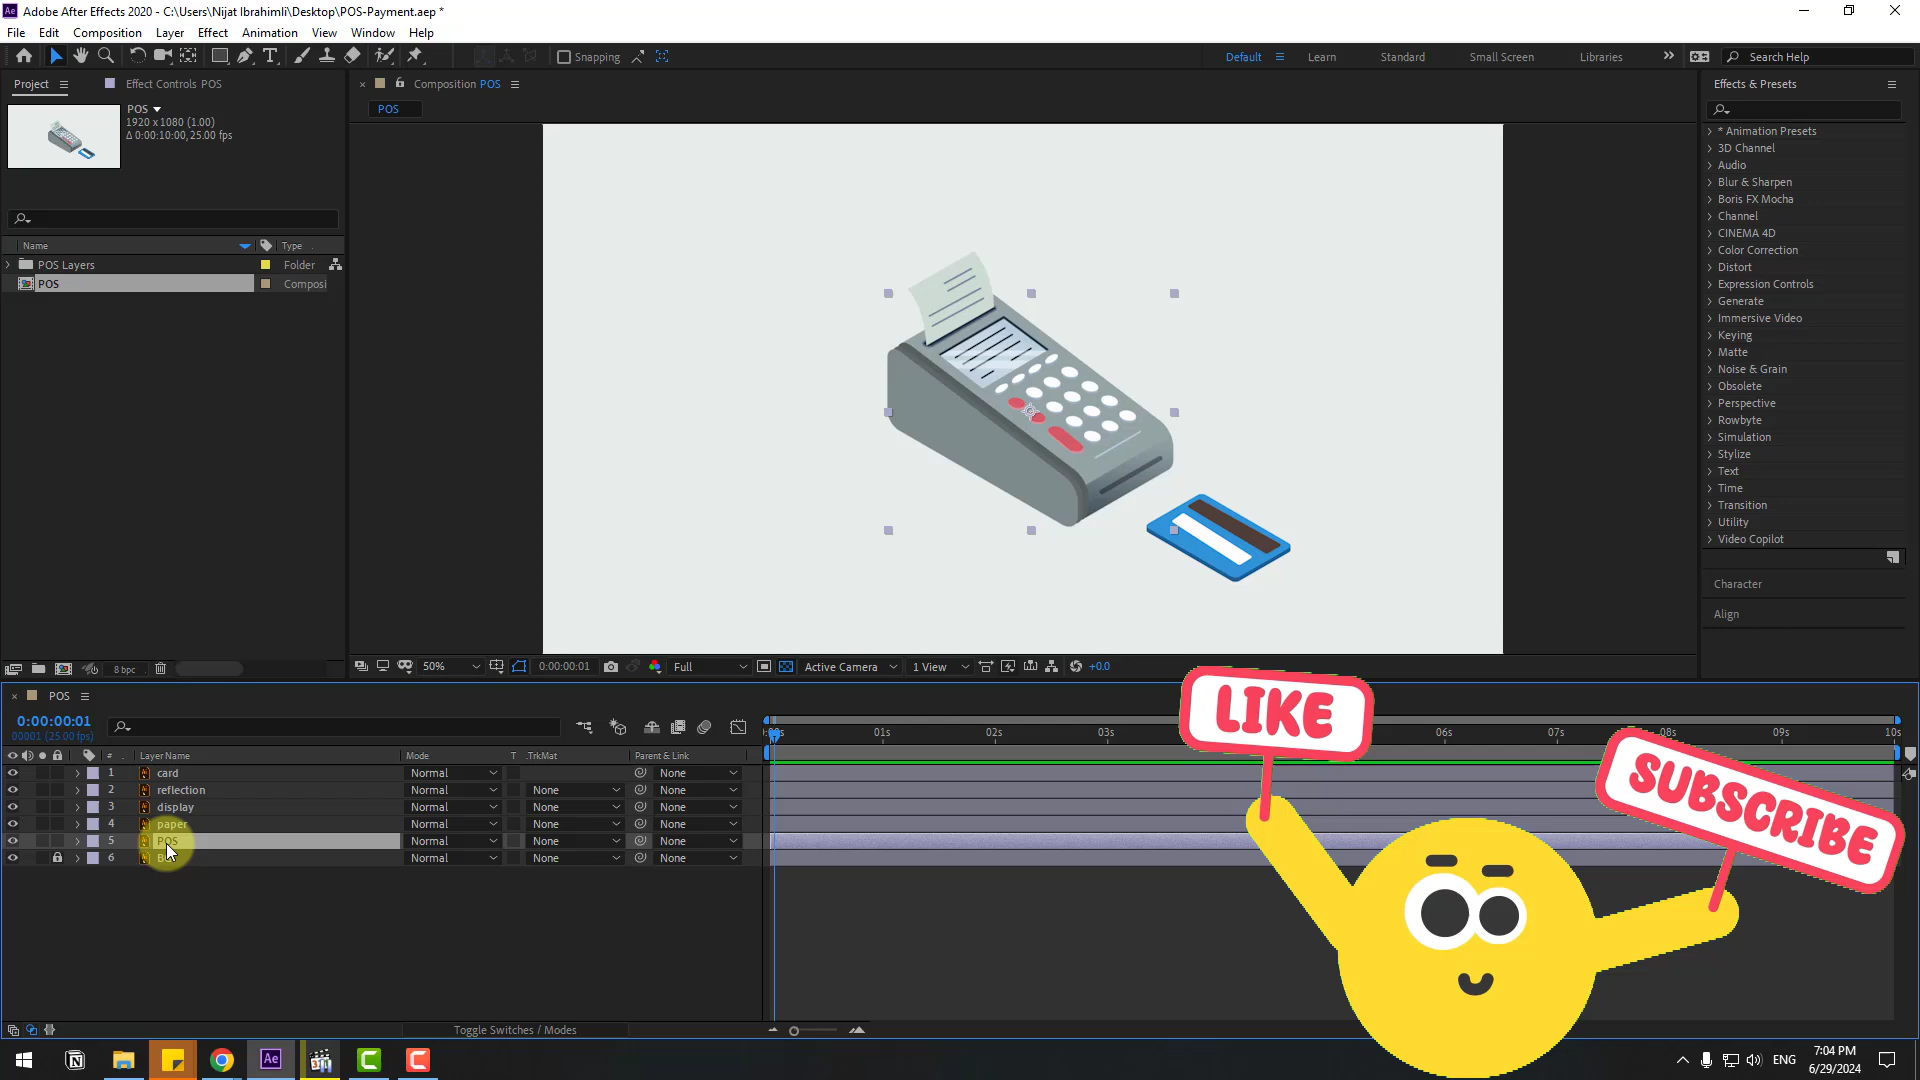 Adobe After Effects 2020 - C:\Users\Nijat Ibrahimli\Desktop\POS-Payment.aep *
File Edit Composition Layer Effect Animation View Window Help
Snapping
Default Learn Standard Small Screen Libraries
Search Help
Project
Effect Controls POS
POS
1920 x 1080 (1.00)
Δ 0:00:10:00, 25.00 fps
Name Type
POS Layers Folder
POS Composi
8 bpc
Composition POS
POS
50% 0:00:00:01 Full Active Camera 1 View +0.0
Effects & Presets
* Animation Presets
3D Channel
Audio
Blur & Sharpen
Boris FX Mocha
Channel
CINEMA 4D
Color Correction
Distort
Expression Controls
Generate
Immersive Video
Keying
Matte
Noise & Grain
Obsolete
Perspective
Rowbyte
Simulation
Stylize
Text
Time
Transition
Utility
Video Copilot
Character
Align
POS
0:00:00:01
00001 (25.00 fps)
# Layer Name Mode T .TrkMat Parent & Link
1 card Normal None
2 reflection Normal None None
3 display Normal None None
4 paper Normal None None
5 POS Normal None None
6 Normal None None
01s 02s 03s 06s 07s 08s 09s 10s
Toggle Switches / Modes
LIKE
SUBSCRIBE
Ae
ENG
7:04 PM
6/29/2024